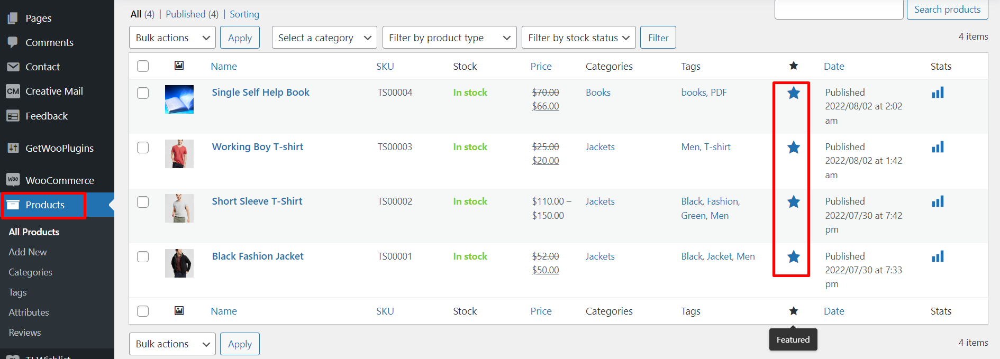 Pages
Comments
Contact
CM Creative Mail
Feedback
GetWooPlugins
Woo WooCommerce
Products
All Products
Add New
Categories
Tags
Attributes
Reviews
TI Wishlist
All (4) | Published (4) | Sorting
Search products
Bulk actions Apply Select a category Filter by product type Filter by stock status Filter
4 items
Name SKU Stock Price Categories Tags Date Stats
Single Self Help Book TS00004 In stock $70.00 Books books, PDF Published
$66.00 2022/08/02 at 2:02
am
Working Boy T-shirt TS00003 In stock $25.00 Jackets Men, T-shirt Published
$20.00 2022/08/02 at 1:42
am
Short Sleeve T-Shirt TS00002 In stock $110.00 – Jackets Black, Fashion, Published
$150.00 Green, Men 2022/07/30 at 7:42
pm
Black Fashion Jacket TS00001 In stock $52.00 Jackets Black, Jacket, Men Published
$50.00 2022/07/30 at 7:33
pm
Name SKU Stock Price Categories Tags Date Stats
Featured
Bulk actions Apply
4 items